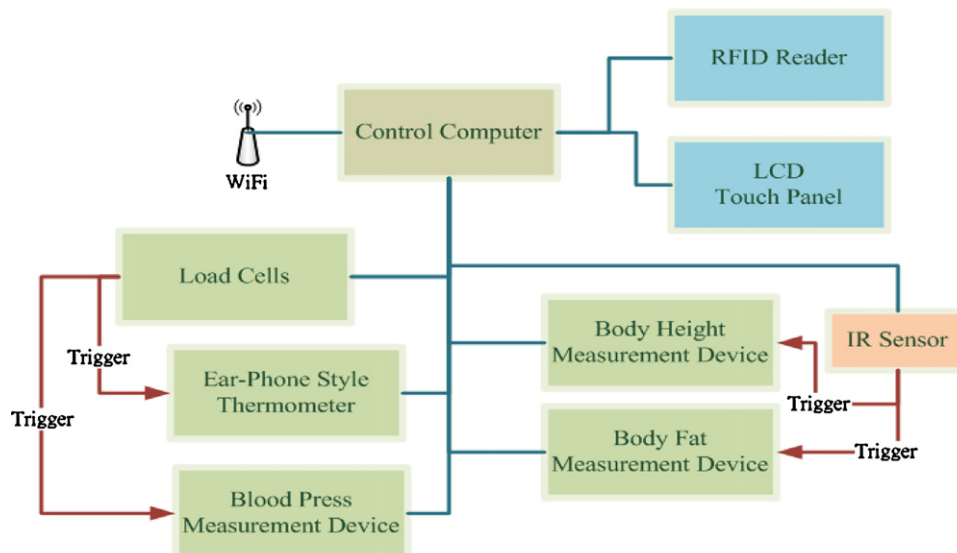 RFID Reader
Control Computer
WiFi
LCD
Touch Panel
Load Cells
Body Height
Measurement Device
IR Sensor
Trigger
Ear-Phone Style
Thermometer
Trigger
Trigger
Body Fat
Measurement Device
Trigger
Blood Press
Measurement Device